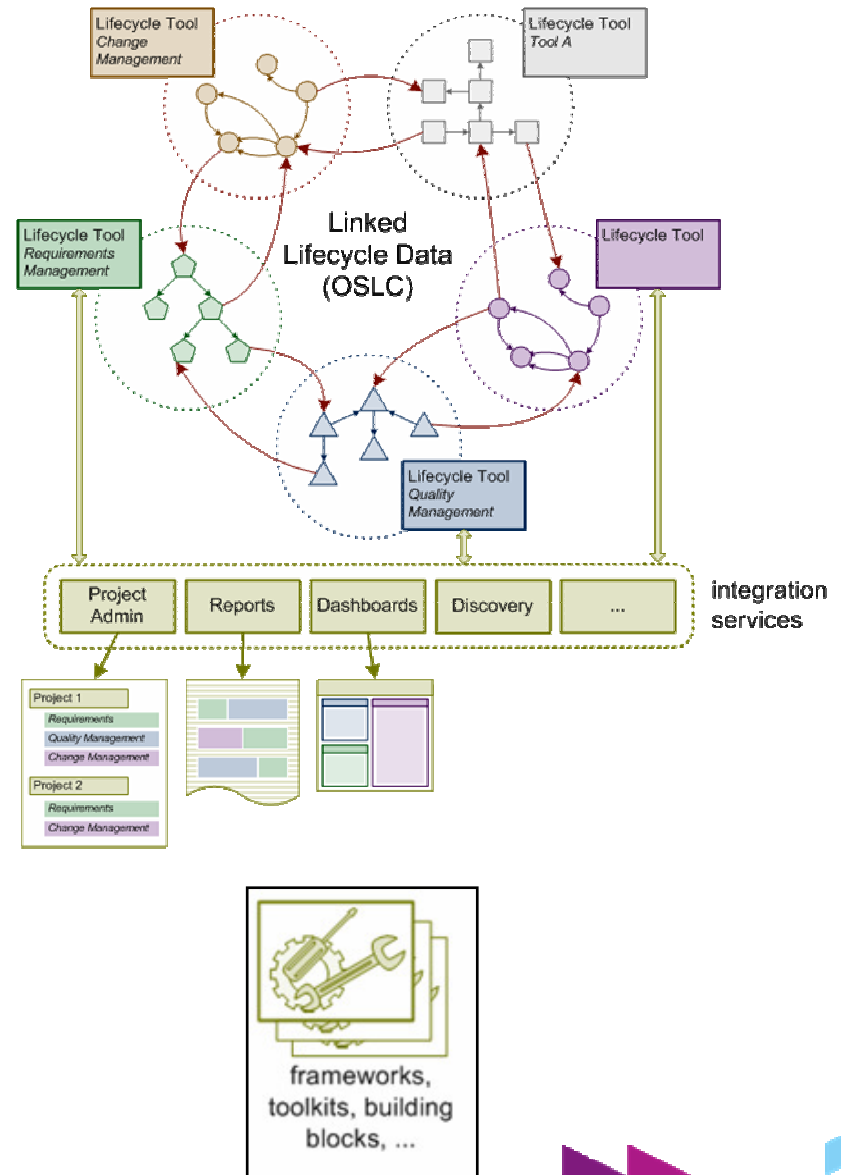 Lifecycle Tool
Change
Management
Lifecycle Tool
Tool A
Linked
Lifecycle Data
(OSLC)
Lifecycle Tool
Requirements
Management
Lifecycle Tool
Lifecycle Tool
Quality
Management
Project
Admin
Reports
Dashboards
Discovery
...
integration
services
Project 1
Requirements
Quality Management
Change Management
Project 2
Requirements
Change Management
frameworks,
toolkits, building
blocks, ...